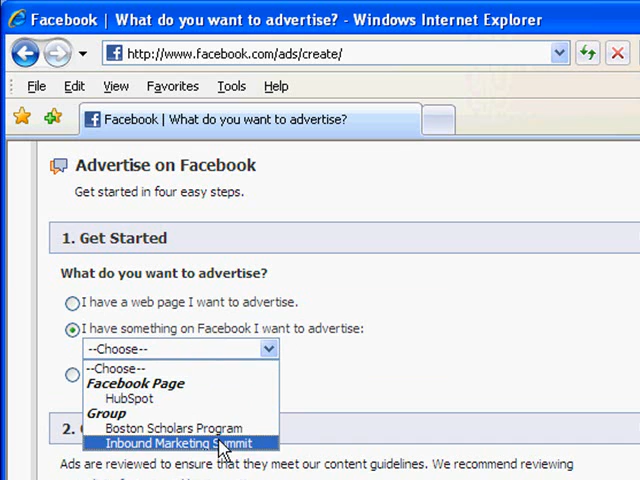 Facebook | What do you want to advertise? - Windows Internet Explorer
http://www.facebook.com/ads/create/
File Edit View Favorites Tools Help
Facebook | What do you want to advertise?
Advertise on Facebook
Get started in four easy steps.
1. Get Started
What do you want to advertise?
I have a web page I want to advertise.
I have something on Facebook I want to advertise:
--Choose--
--Choose--
Facebook Page
HubSpot
Group
Boston Scholars Program
2.
Inbound Marketing Summit
Ads are reviewed to ensure that they meet our content guidelines. We recommend reviewing